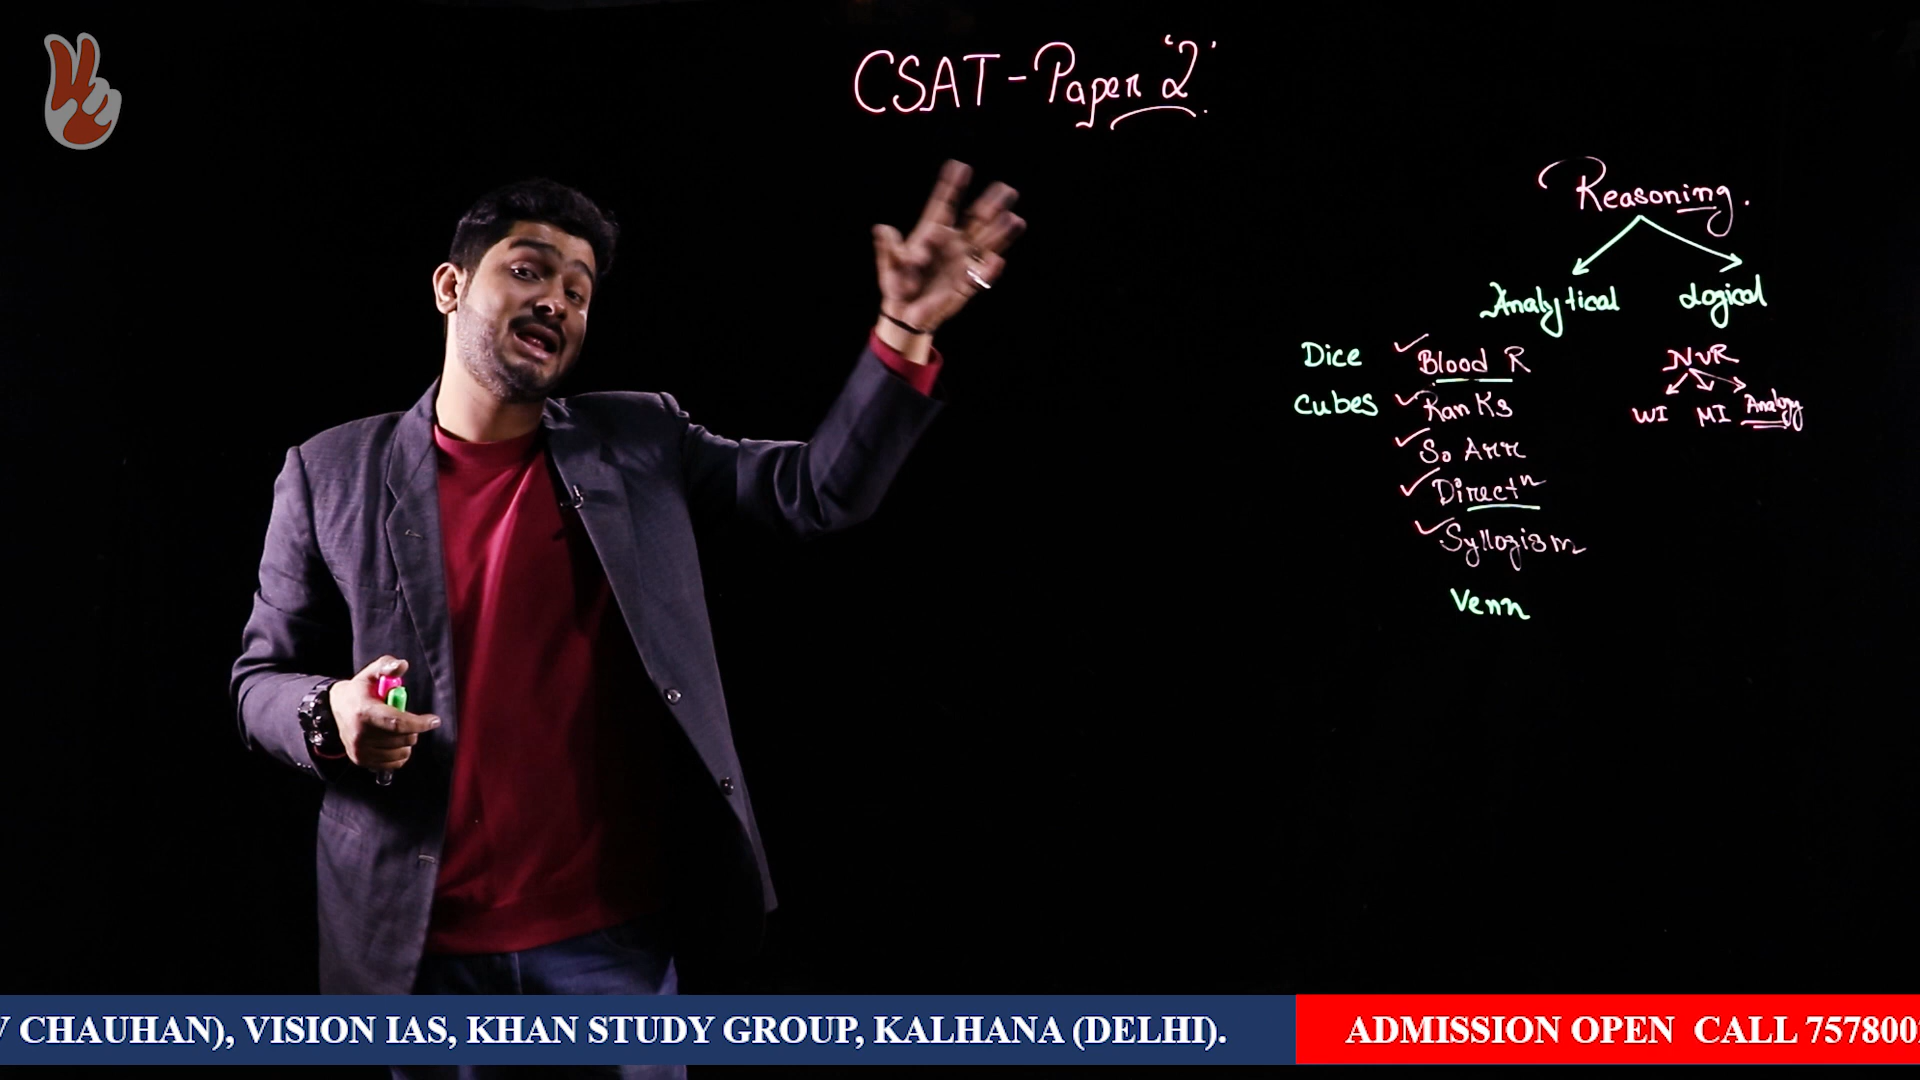 CSAT - Paper '2'.
Reasoning.
Analytical Logical
Dice Blood R NVR
Cubes Ranks WI MI Analogy
So Arr
Directn
Syllogism
Venn
V CHAUHAN), VISION IAS, KHAN STUDY GROUP, KALHANA (DELHI).
ADMISSION OPEN CALL 757800